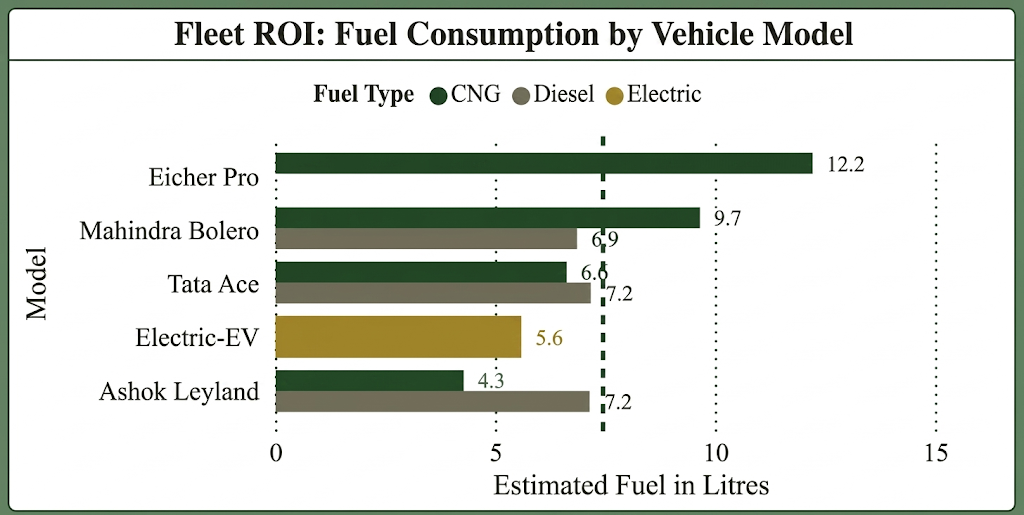 Fleet ROI: Fuel Consumption by Vehicle Model
Fuel Type CNG Diesel Electric
Eicher Pro 12.2
Mahindra Bolero 9.7
6.9
Tata Ace 6.6
7.2
Electric-EV 5.6
Ashok Leyland 4.3
7.2
Model
0 5 10 15
Estimated Fuel in Litres